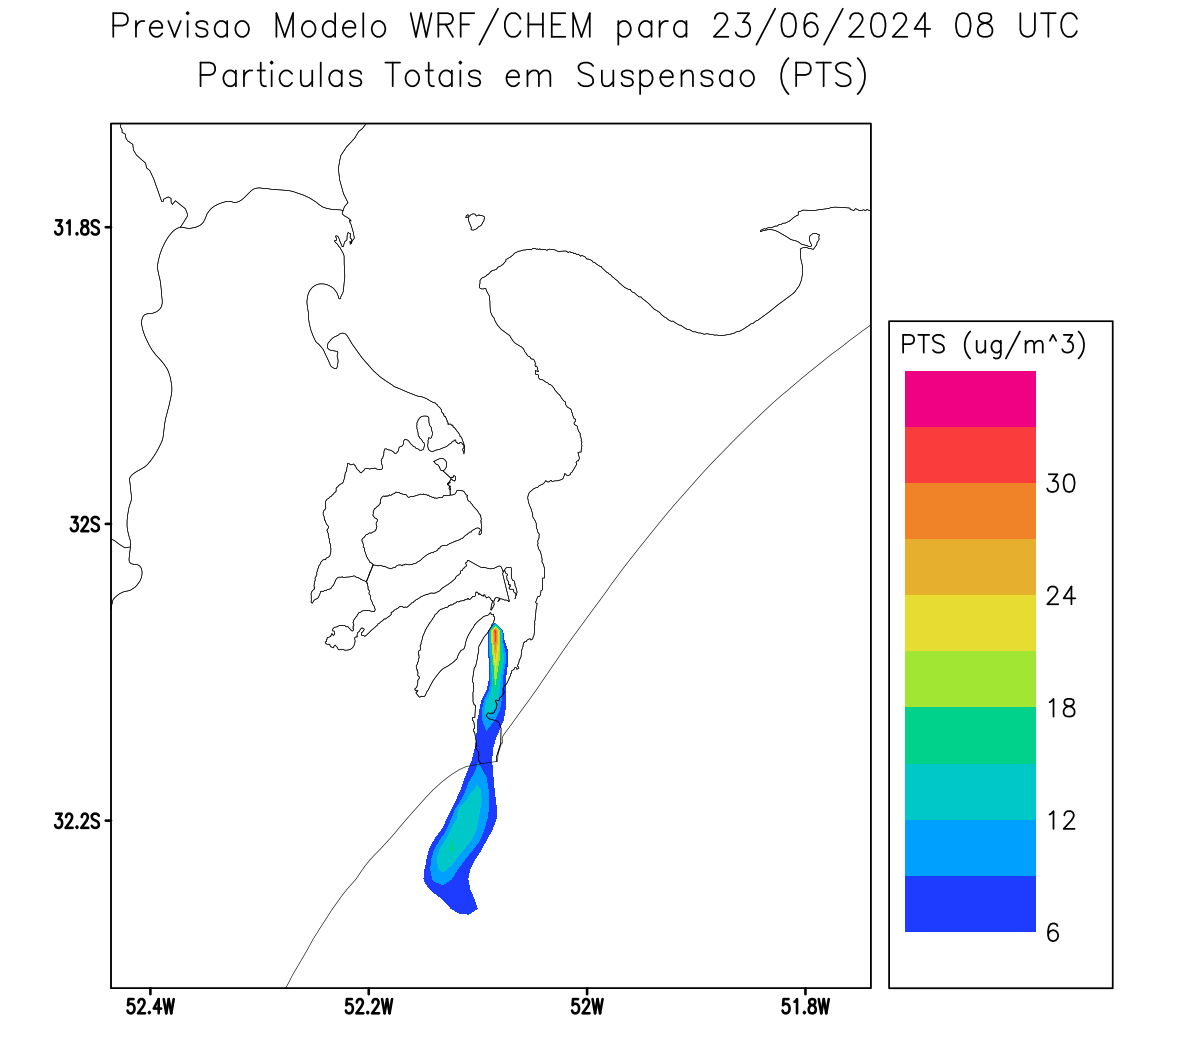 Previsao Modelo WRF/CHEM para 23/06/2024 08 UTC
Particulas Totais em Suspensao (PTS)
31.8S
32S
32.2S
52.4W
52.2W
52W
51.8W
PTS (ug/m^3)
30
24
18
12
6